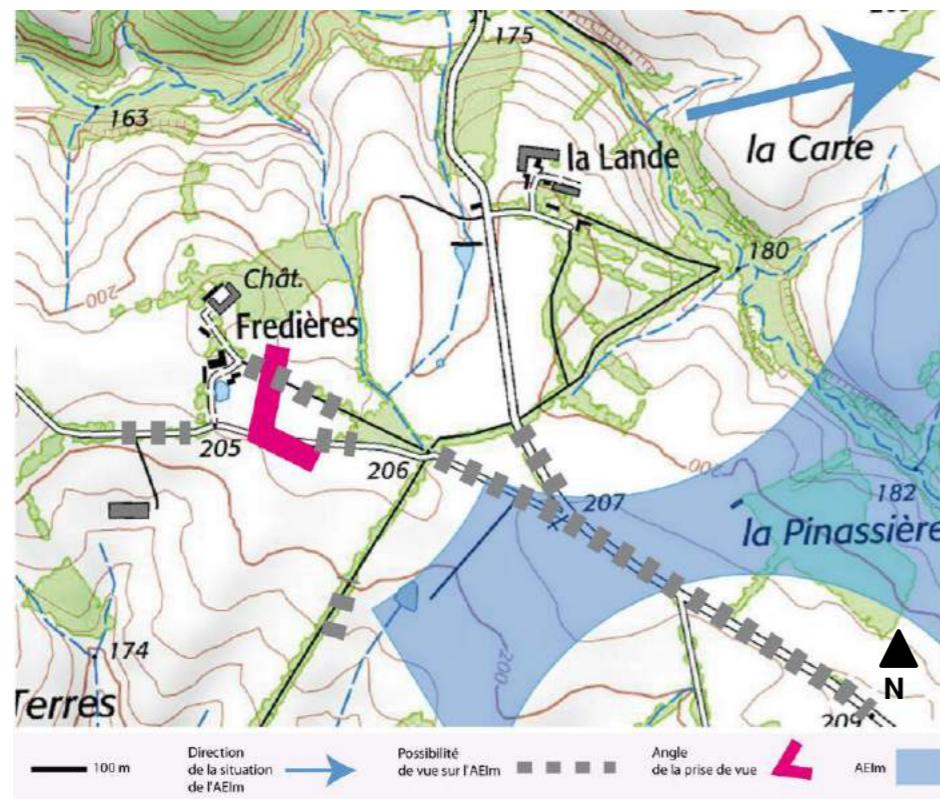 175
163
la Lande
la Carte
180
Chât.
200
Fredières
205
206
200
207
182
la Pinassière
174
200
N
Terres
209
100 m
Direction
de la situation
de l'AEIm
Possibilité
de vue sur l'AEIm
Angle
de la prise de vue
AEIm